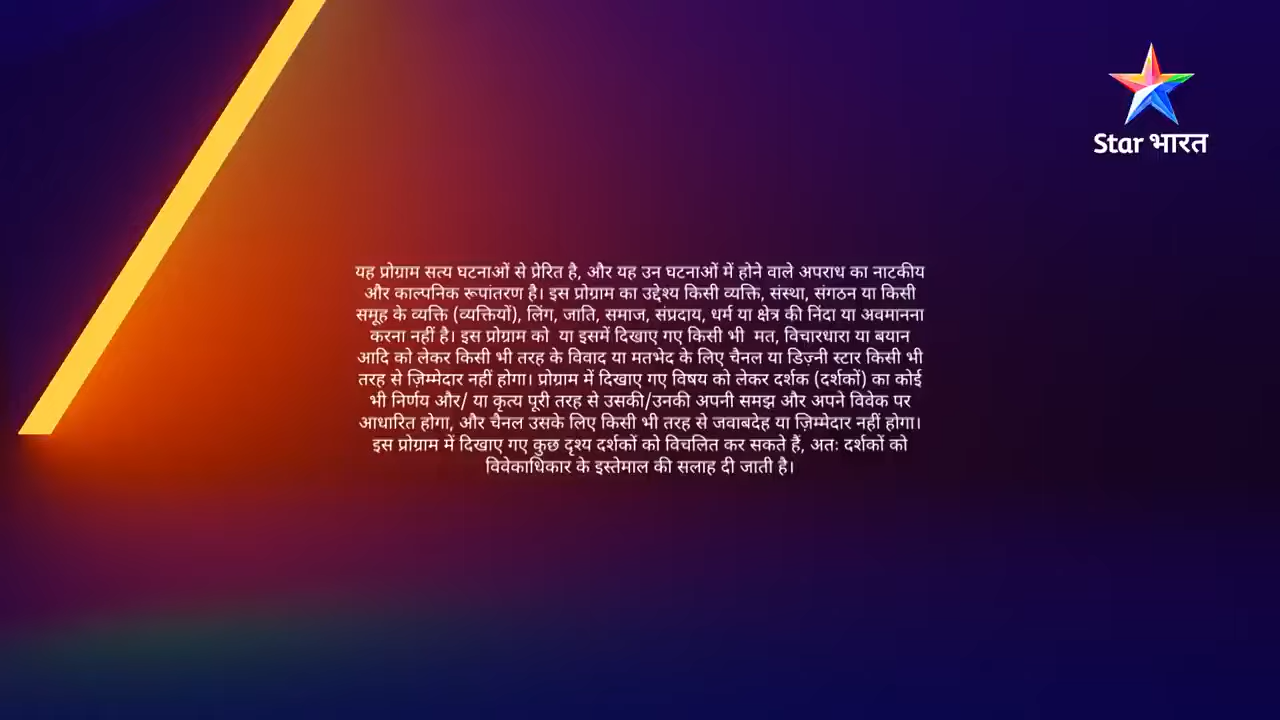 Star भारत
यह प्रोग्राम सत्य घटनाओं से प्रेरित है, और यह उन घटनाओं में होने वाले अपराध का नाटकीय
और काल्पनिक रूपांतरण है। इस प्रोग्राम का उद्देश्य किसी व्यक्ति, संस्था, संगठन या किसी
समूह के व्यक्ति (व्यक्तियों), लिंग, जाति, समाज, संप्रदाय, धर्म या क्षेत्र की निंदा या अवमानना
करना नहीं है। इस प्रोग्राम को या इसमें दिखाए गए किसी भी मत, विचारधारा या बयान
आदि को लेकर किसी भी तरह के विवाद या मतभेद के लिए चैनल या डिज़्नी स्टार किसी भी
तरह से ज़िम्मेदार नहीं होगा। प्रोग्राम में दिखाए गए विषय को लेकर दर्शक (दर्शकों) का कोई
भी निर्णय और/ या कृत्य पूरी तरह से उसकी/उनकी अपनी समझ और अपने विवेक पर
आधारित होगा, और चैनल उसके लिए किसी भी तरह से जवाबदेह या ज़िम्मेदार नहीं होगा।
इस प्रोग्राम में दिखाए गए कुछ दृश्य दर्शकों को विचलित कर सकते हैं, अतः दर्शकों को
विवेकाधिकार के इस्तेमाल की सलाह दी जाती है।